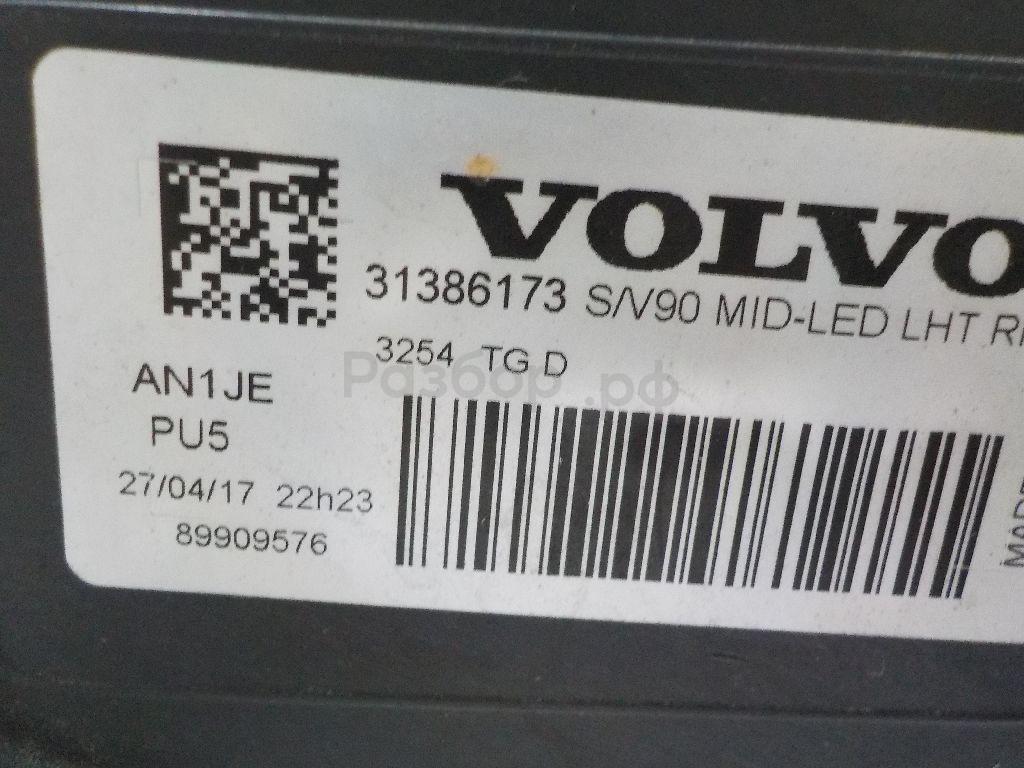 VOLVO
31386173 S/V90 MID-LED LHT
3254 TG D
Разбор.рф
AN1JE
PU5
27/04/17 22h23
89909576